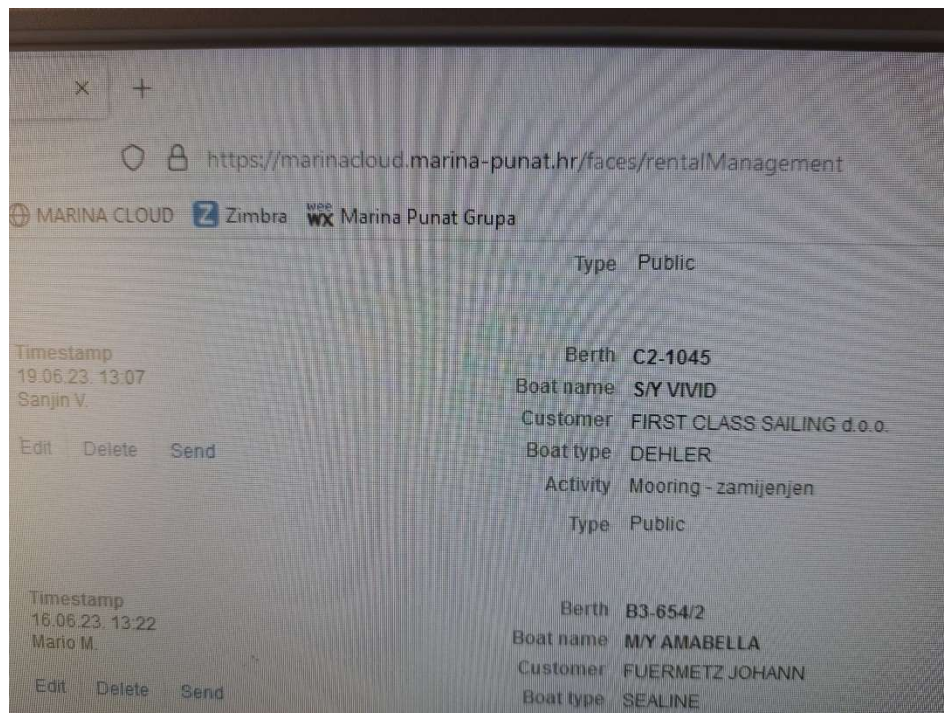 https://marinacloud.marina-punat.hr/faces/rentalManagement
MARINA CLOUD Z Zimbra wee wx Marina Punat Grupa
Type Public
Timestamp
19.06.23. 13:07
Sanjin V.
Edit Delete Send
Berth C2-1045
Boat name S/Y VIVID
Customer FIRST CLASS SAILING d.o.o.
Boat type DEHLER
Activity Mooring - zamijenjen
Type Public
Timestamp
16.06.23. 13:22
Mario M.
Edit Delete Send
Berth B3-654/2
Boat name M/Y AMABELLA
Customer FUERMETZ JOHANN
Boat type SEALINE